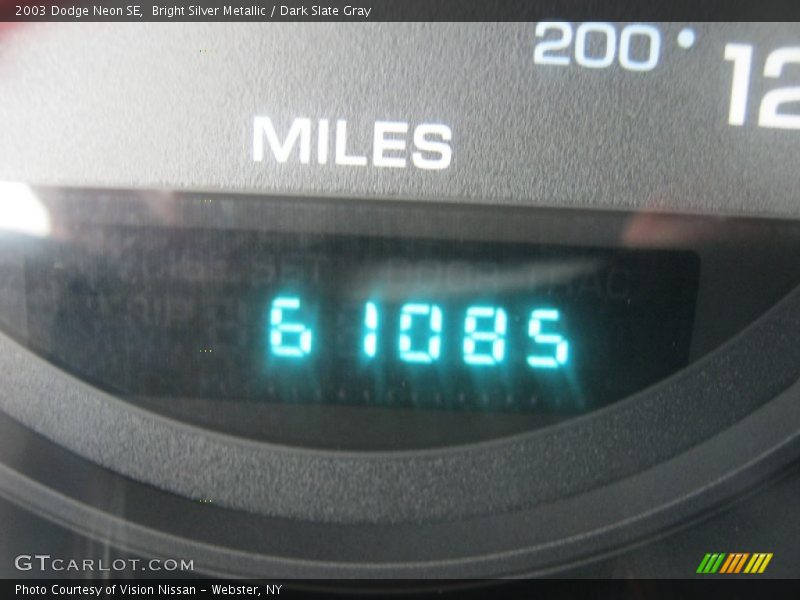 2003 Dodge Neon SE,  Bright Silver Metallic / Dark Slate Gray
200
12
MILES
61085
GTCARLOT.COM
Photo Courtesy of Vision Nissan - Webster, NY